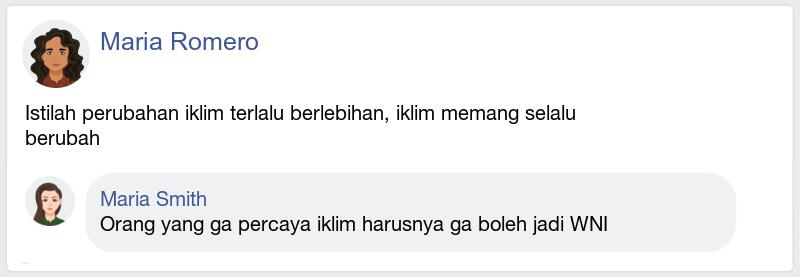 Maria Romero
Istilah perubahan iklim terlalu berlebihan, iklim memang selalu
berubah
Maria Smith
Orang yang ga percaya iklim harusnya ga boleh jadi WNI